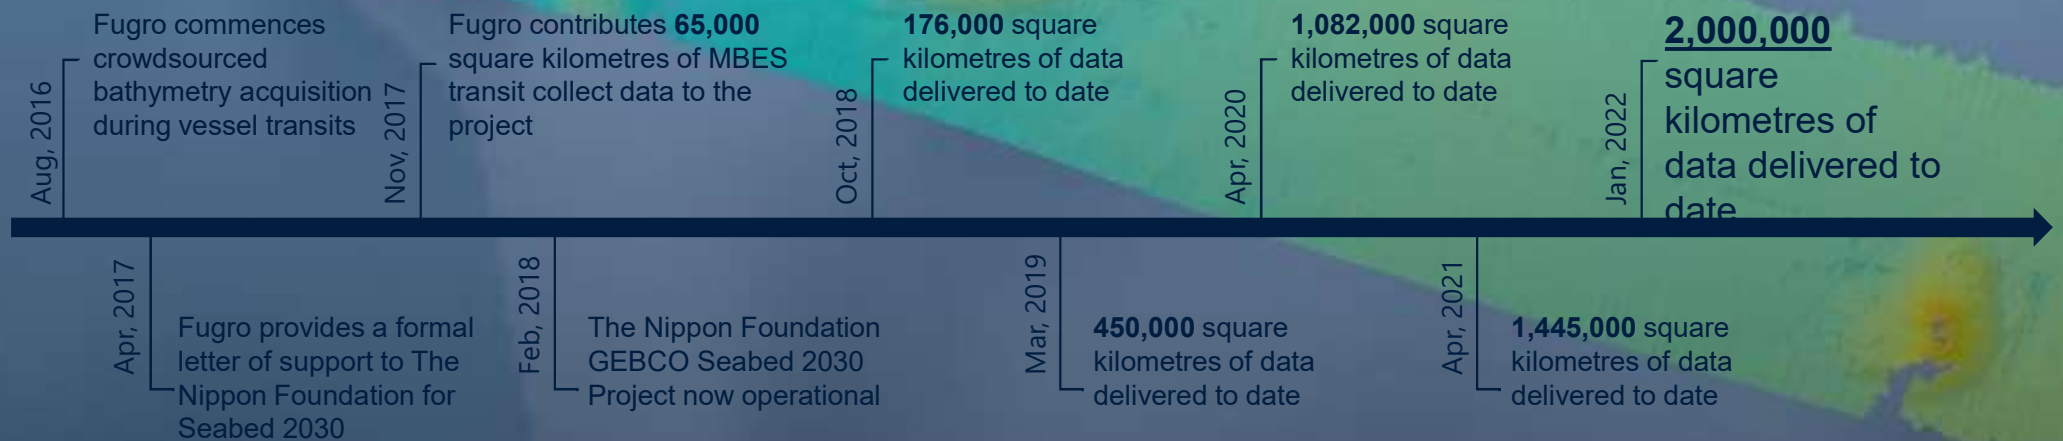 Aug, 2016
Fugro commences
crowdsourced
bathymetry acquisition
during vessel transits
Nov, 2017
Fugro contributes 65,000
square kilometres of MBES
transit collect data to the
project
Oct, 2018
176,000 square
kilometres of data
delivered to date
Apr, 2020
1,082,000 square
kilometres of data
delivered to date
Jan, 2022
2,000,000
square
kilometres of
data delivered to
date
Apr, 2017
Fugro provides a formal
letter of support to The
Nippon Foundation for
Seabed 2030
Feb, 2018
The Nippon Foundation
GEBCO Seabed 2030
Project now operational
Mar, 2019
450,000 square
kilometres of data
delivered to date
Apr, 2021
1,445,000 square
kilometres of data
delivered to date